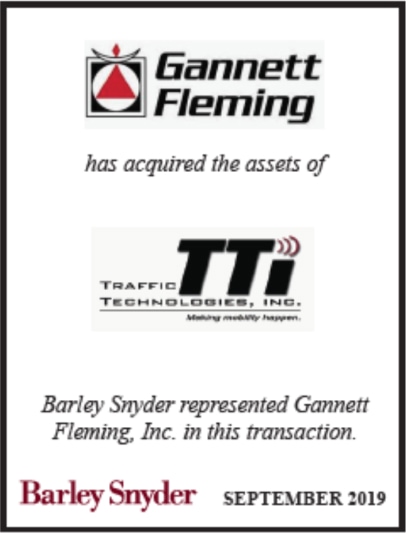 Gannett
Fleming
has acquired the assets of
TTi
TRAFFIC
TECHNOLOGIES, INC.
Making mobility happen.
Barley Snyder represented Gannett
Fleming, Inc. in this transaction.
Barley Snyder SEPTEMBER 2019